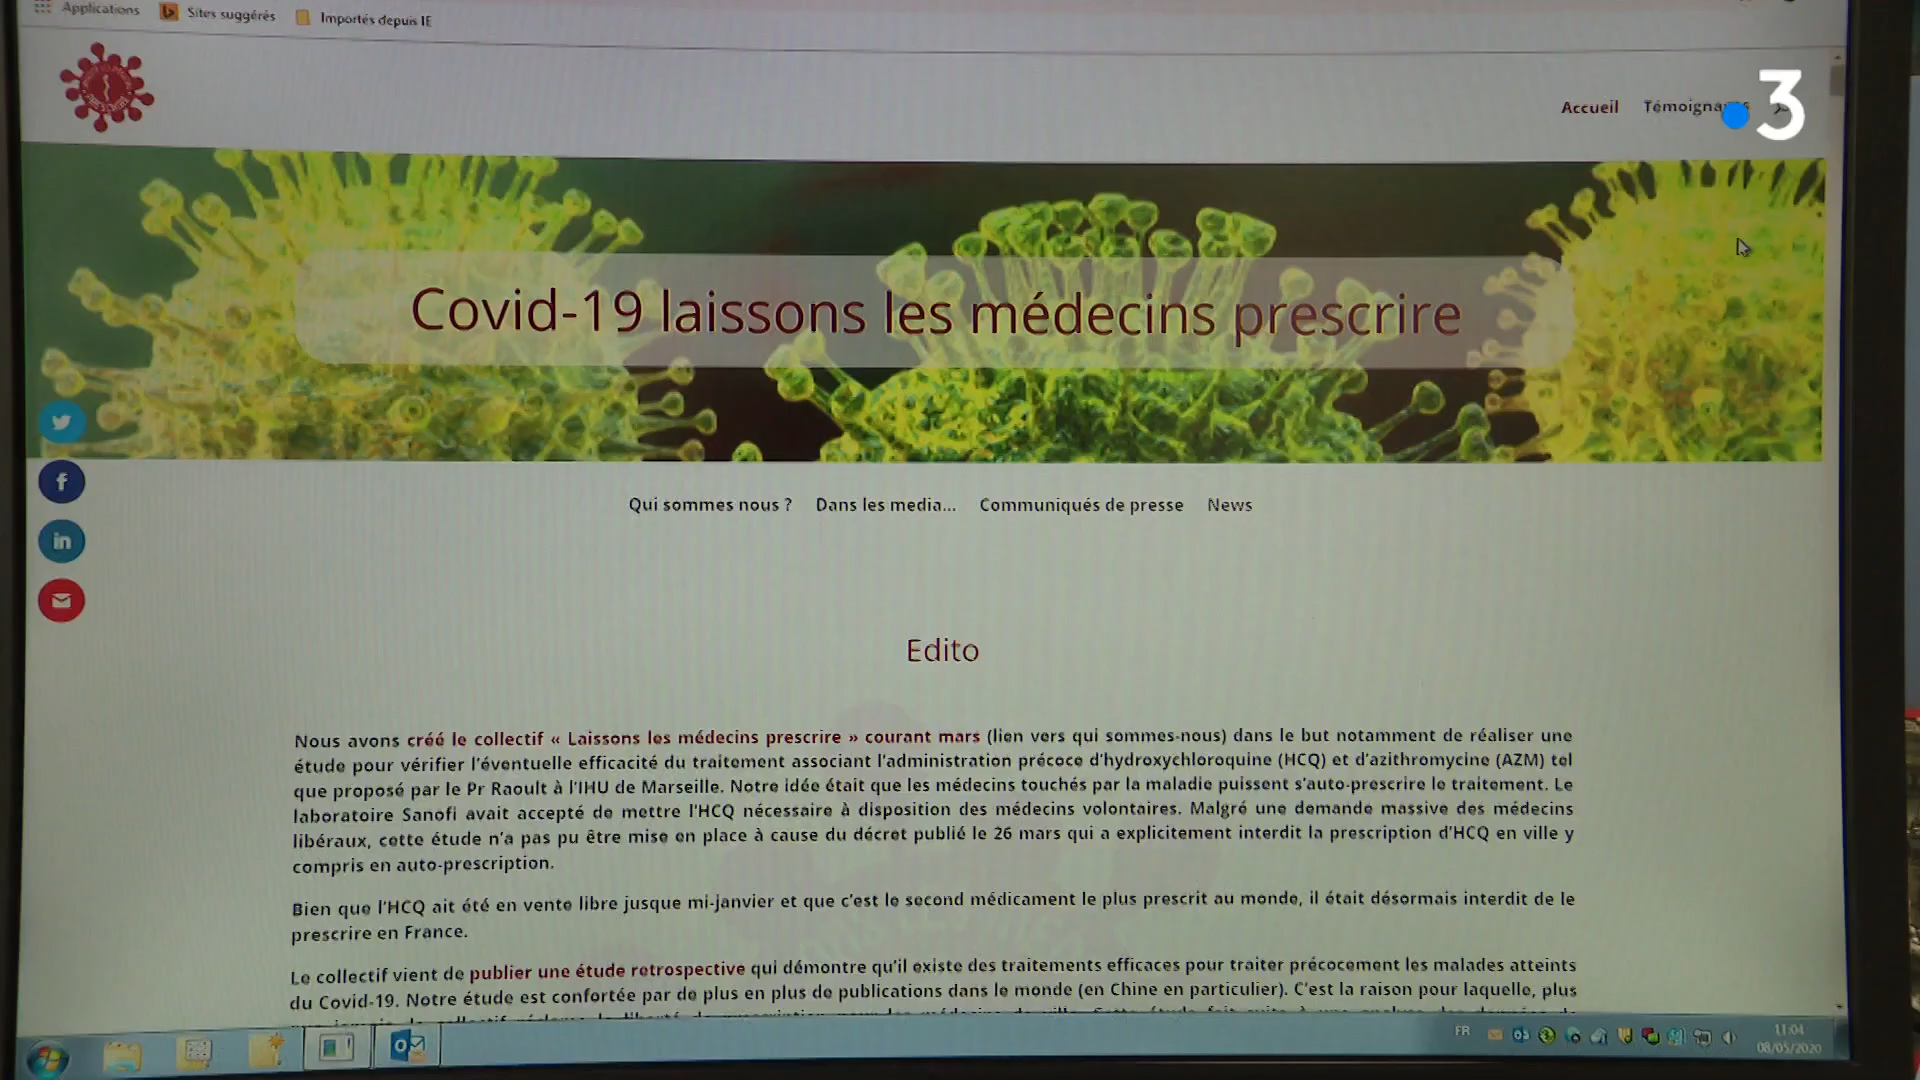 Applications
Sites suggérés
Importés depuis IE
Accueil
3
Covid-19 laissons les médecins prescrire
Qui sommes nous ? Dans les media... Communiqués de presse News
Edito
Nous avons créé le collectif « Laissons les médecins prescrire » courant mars (lien vers qui sommes-nous) dans le but notamment de réaliser une
étude pour vérifier l'éventuelle efficacité du traitement associant l'administration précoce d'hydroxychloroquine (HCQ) et d'azithromycine (AZM) tel
que proposé par le Pr Raoult à l'IHU de Marseille. Notre idée était que les médecins touchés par la maladie puissent s'auto-prescrire le traitement. Le
laboratoire Sanofi avait accepté de mettre l'HCQ nécessaire à disposition des médecins volontaires. Malgré une demande massive des médecins
libéraux, cette étude n'a pas pu être mise en place à cause du décret publié le 26 mars qui a explicitement interdit la prescription d'HCQ en ville y
compris en auto-prescription.
Bien que l'HCQ ait été en vente libre jusque mi-janvier et que c'est le second médicament le plus prescrit au monde, il était désormais interdit de le
prescrire en France.
Le collectif vient de publier une étude retrospective qui démontre qu'il existe des traitements efficaces pour traiter précocement les malades atteints
du Covid-19. Notre étude est confortée par de plus en plus de publications dans le monde (en Chine en particulier). C'est la raison pour laquelle, plus
FR
11:04
08/05/2020